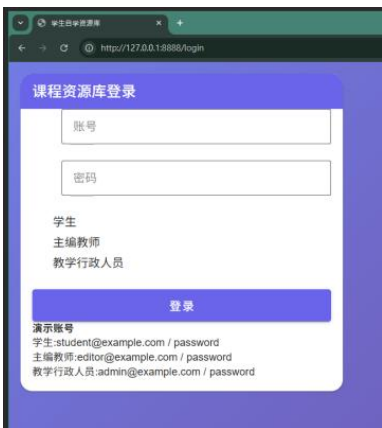 学生自学资源库
http://127.0.0.1:8888/login
课程资源库登录
账号
密码
学生
主编教师
教学行政人员
登录
演示账号
学生:student@example.com / password
主编教师:editor@example.com / password
教学行政人员:admin@example.com / password